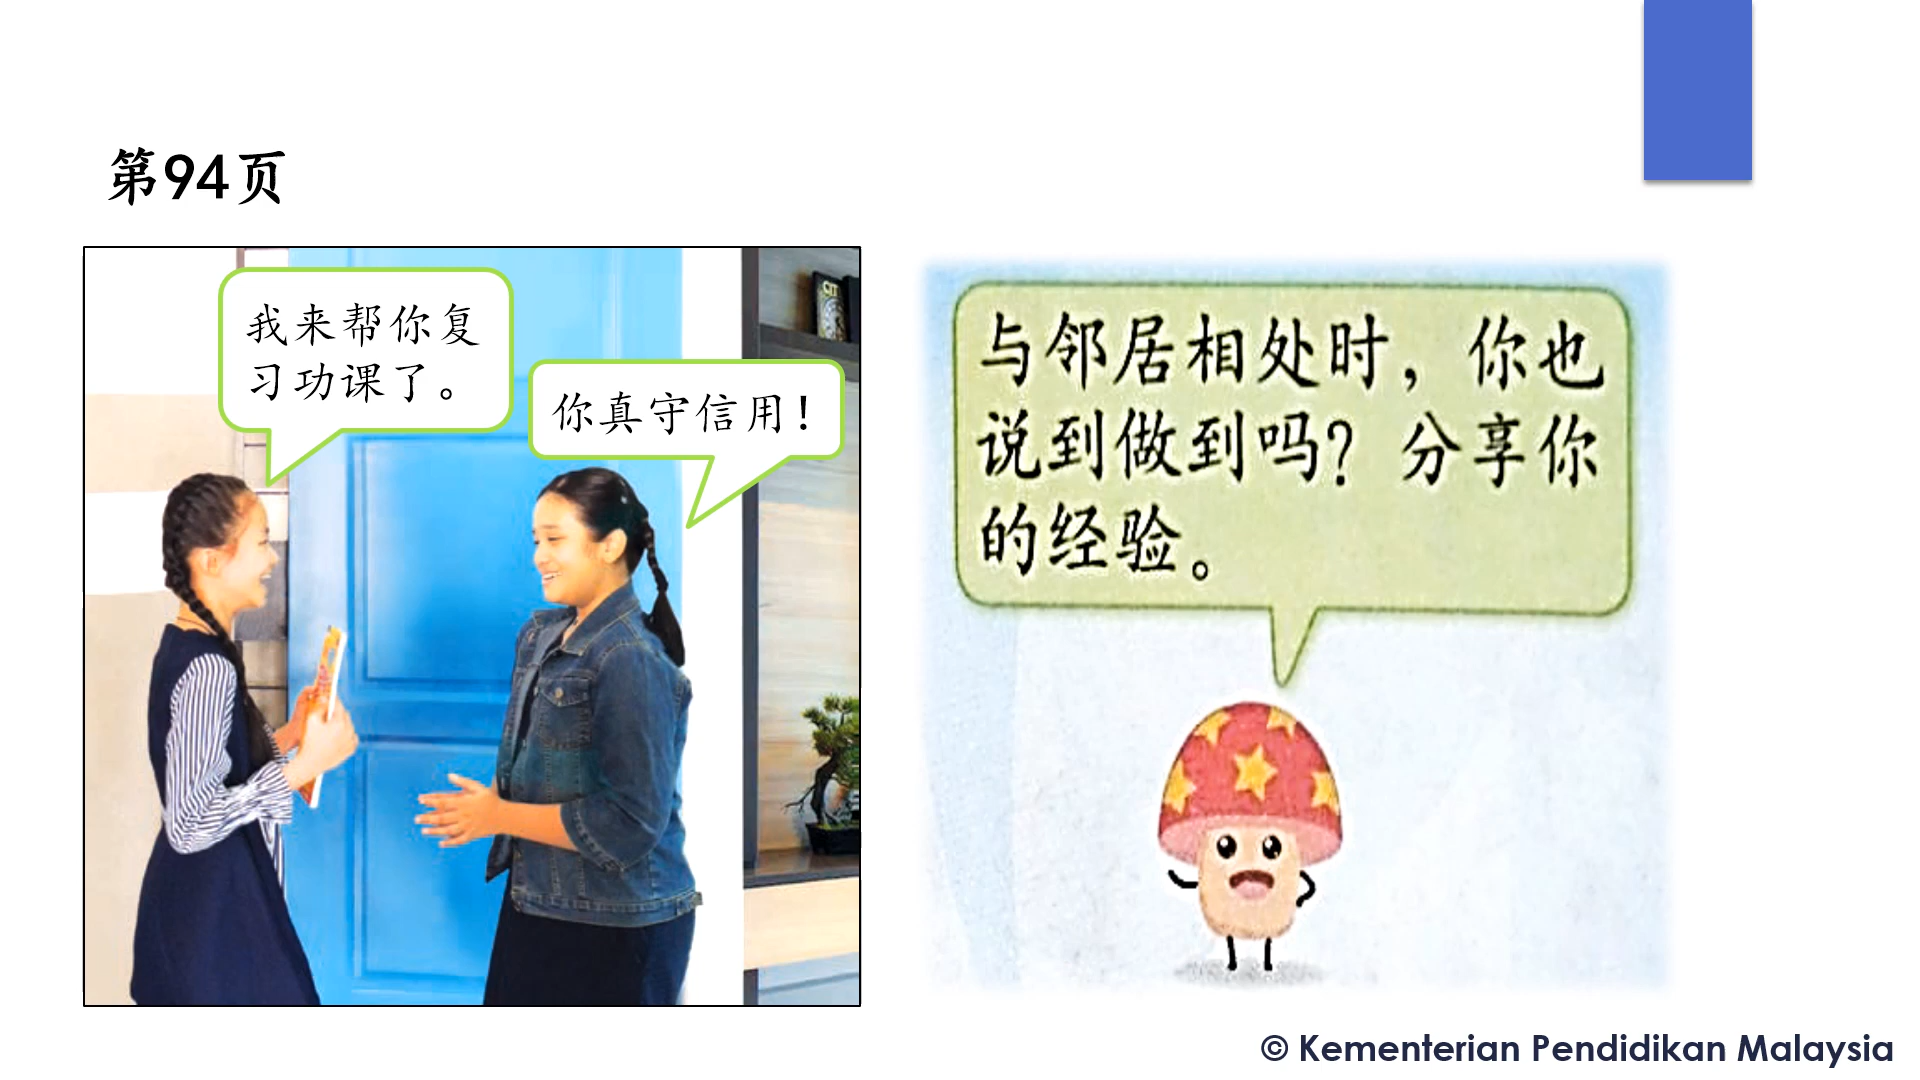 第94页
我来帮你复
习功课了。
你真守信用！
与邻居相处时，你也
说到做到吗？分享你
的经验。
© Kementerian Pendidikan Malaysia